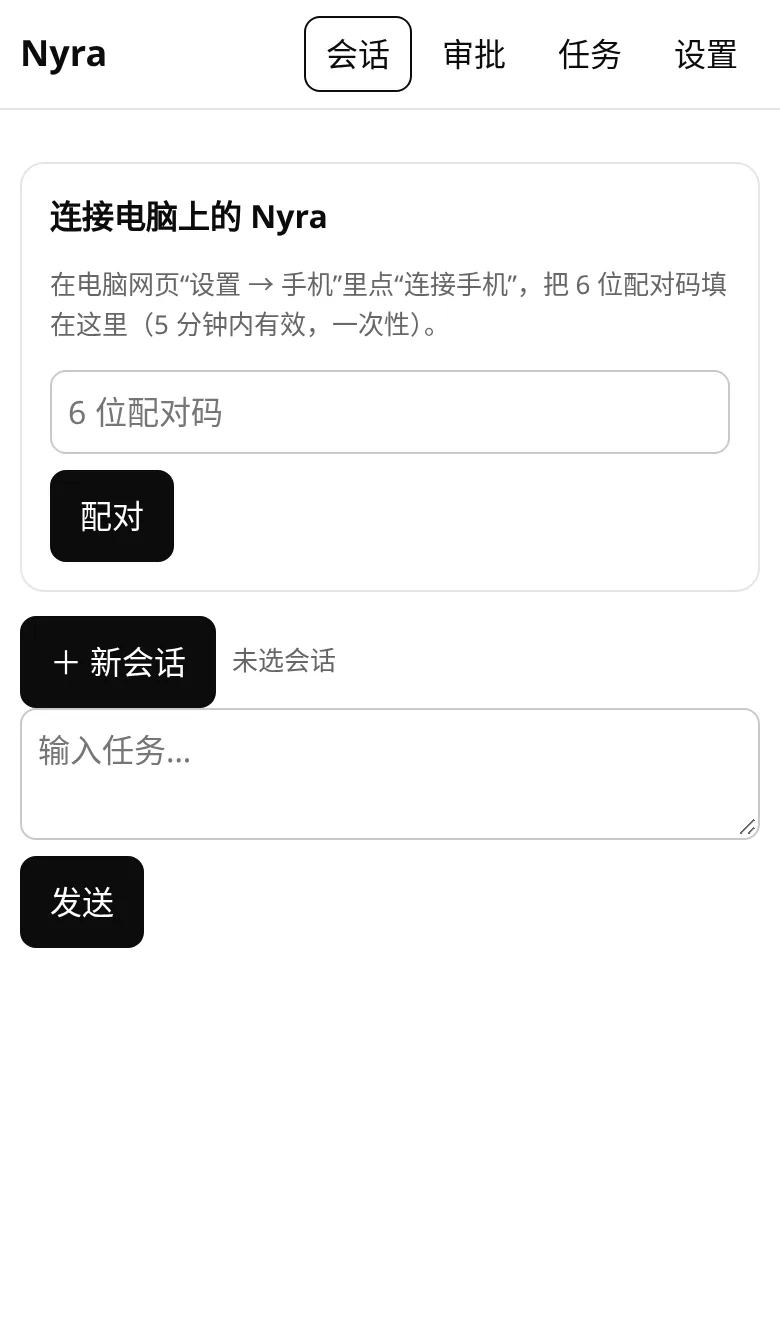 Nyra 会话 审批 任务 设置
连接电脑上的 Nyra
在电脑网页“设置 → 手机”里点“连接手机”，把 6 位配对码填
在这里（5 分钟内有效，一次性）。
6 位配对码
配对
＋ 新会话 未选会话
输入任务…
发送